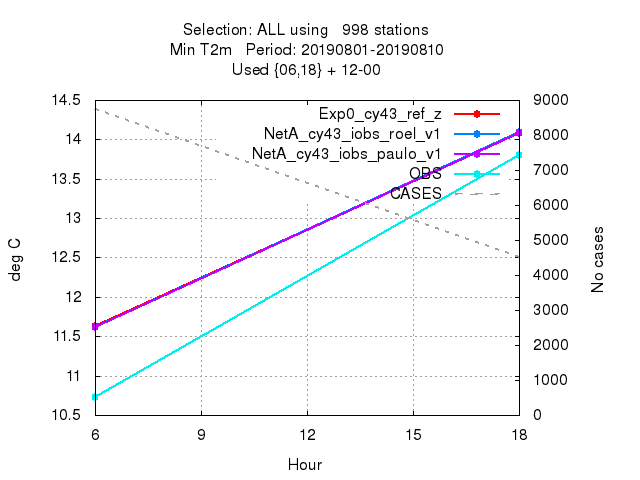 Selection: ALL using   998 stations
Min T2m   Period: 20190801-20190810
Used {06,18} + 12-00
Exp0_cy43_ref_z
NetA_cy43_iobs_roel_v1
NetA_cy43_iobs_paulo_v1
OBS
CASES
deg C
14.5
14
13.5
13
12.5
12
11.5
11
10.5
9000
8000
7000
6000
5000
4000
3000
2000
1000
0
No cases
6
9
12
15
18
Hour